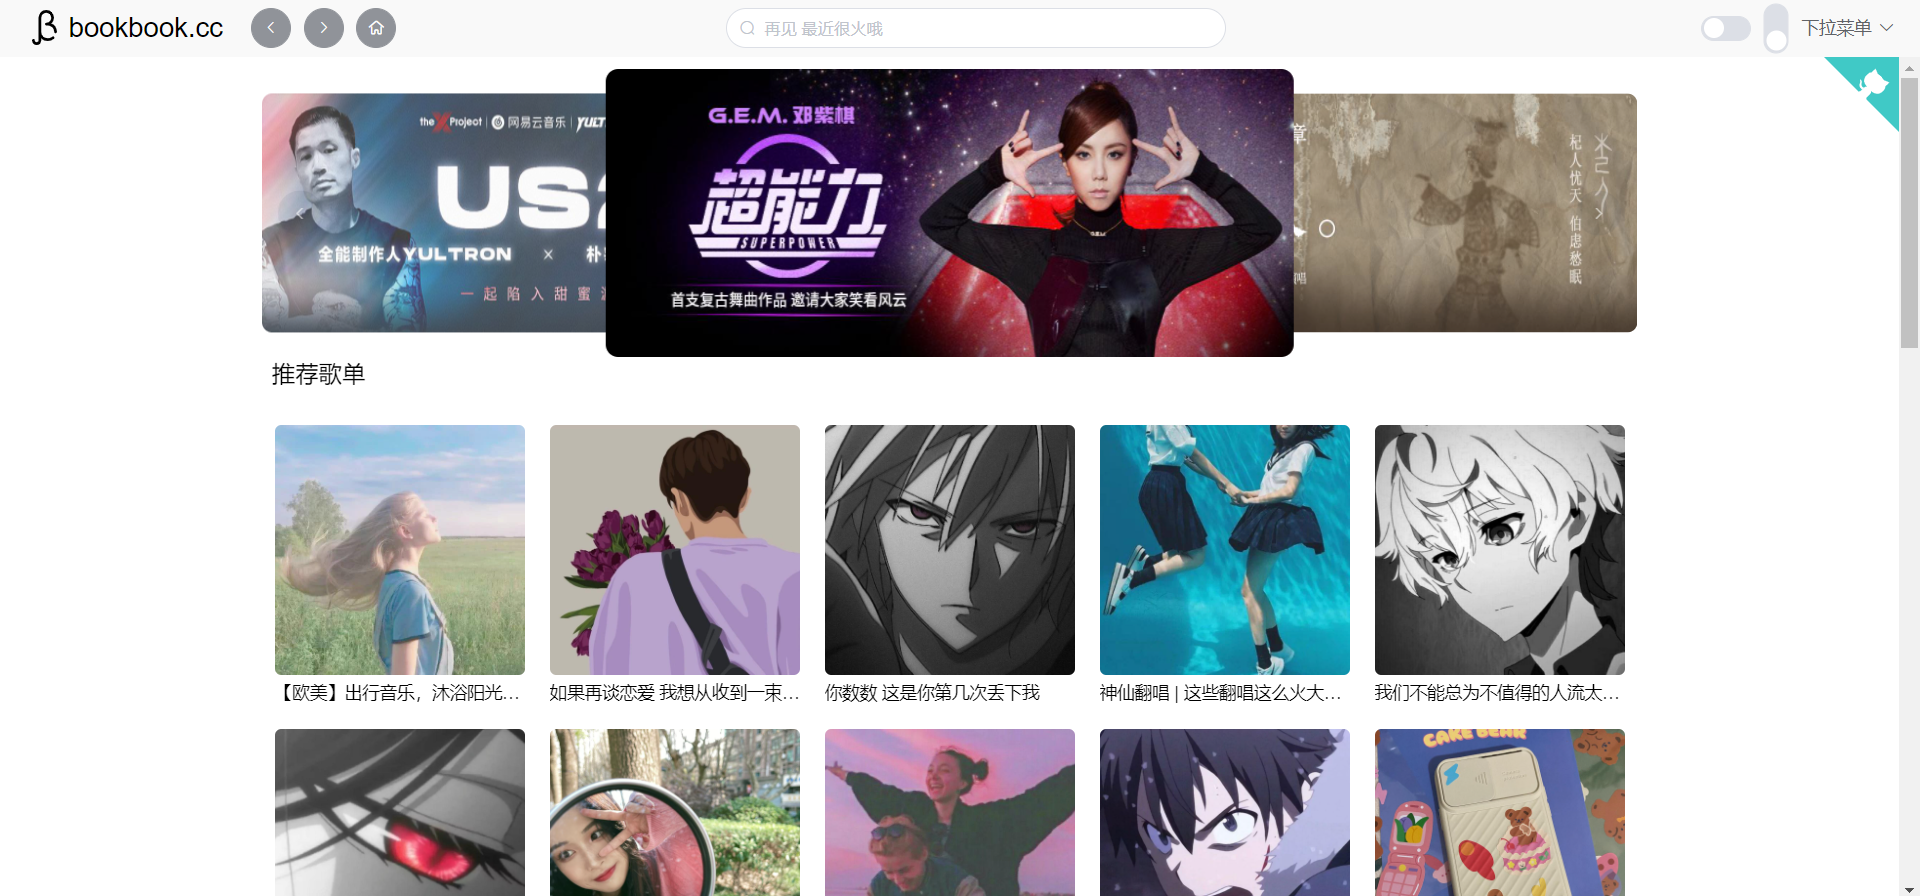 bookbook.cc
再见 最近很火哦
下拉菜单
the X Project | 网易云音乐 | YULT
US
全能制作人YULTRON × 朴
一起陷入甜蜜
G.E.M. 邓紫棋
超能力
SUPERPOWER
首支复古舞曲作品 邀请大家笑看风云
章
唱
杞人忧天 伯虑愁眠
推荐歌单
【欧美】出行音乐，沐浴阳光...
如果再谈恋爱 我想从收到一束...
你数数 这是你第几次丢下我
神仙翻唱 | 这些翻唱这么火大...
我们不能总为不值得的人流太...
CAKE BEAR